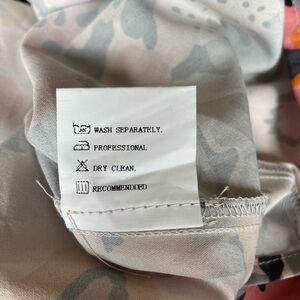 WASH SEPARATELY.
PROFESSIONAL
DRY CLEAN.
RECOMMENDED